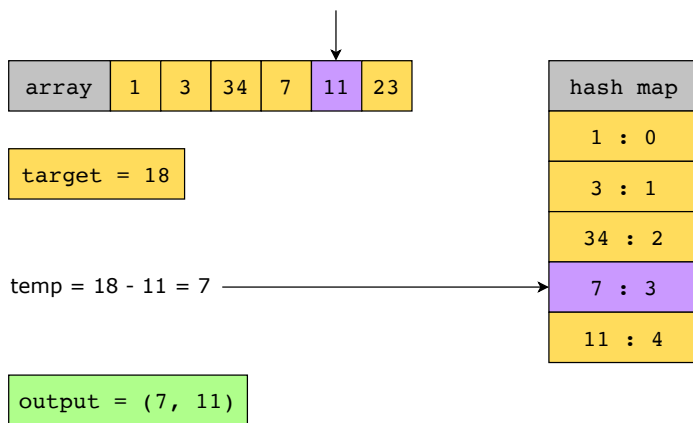 array 1 3 34 7 11 23
hash map
1 : 0
target = 18
3 : 1
34 : 2
temp = 18 - 11 = 7
7 : 3
11 : 4
output = (7, 11)